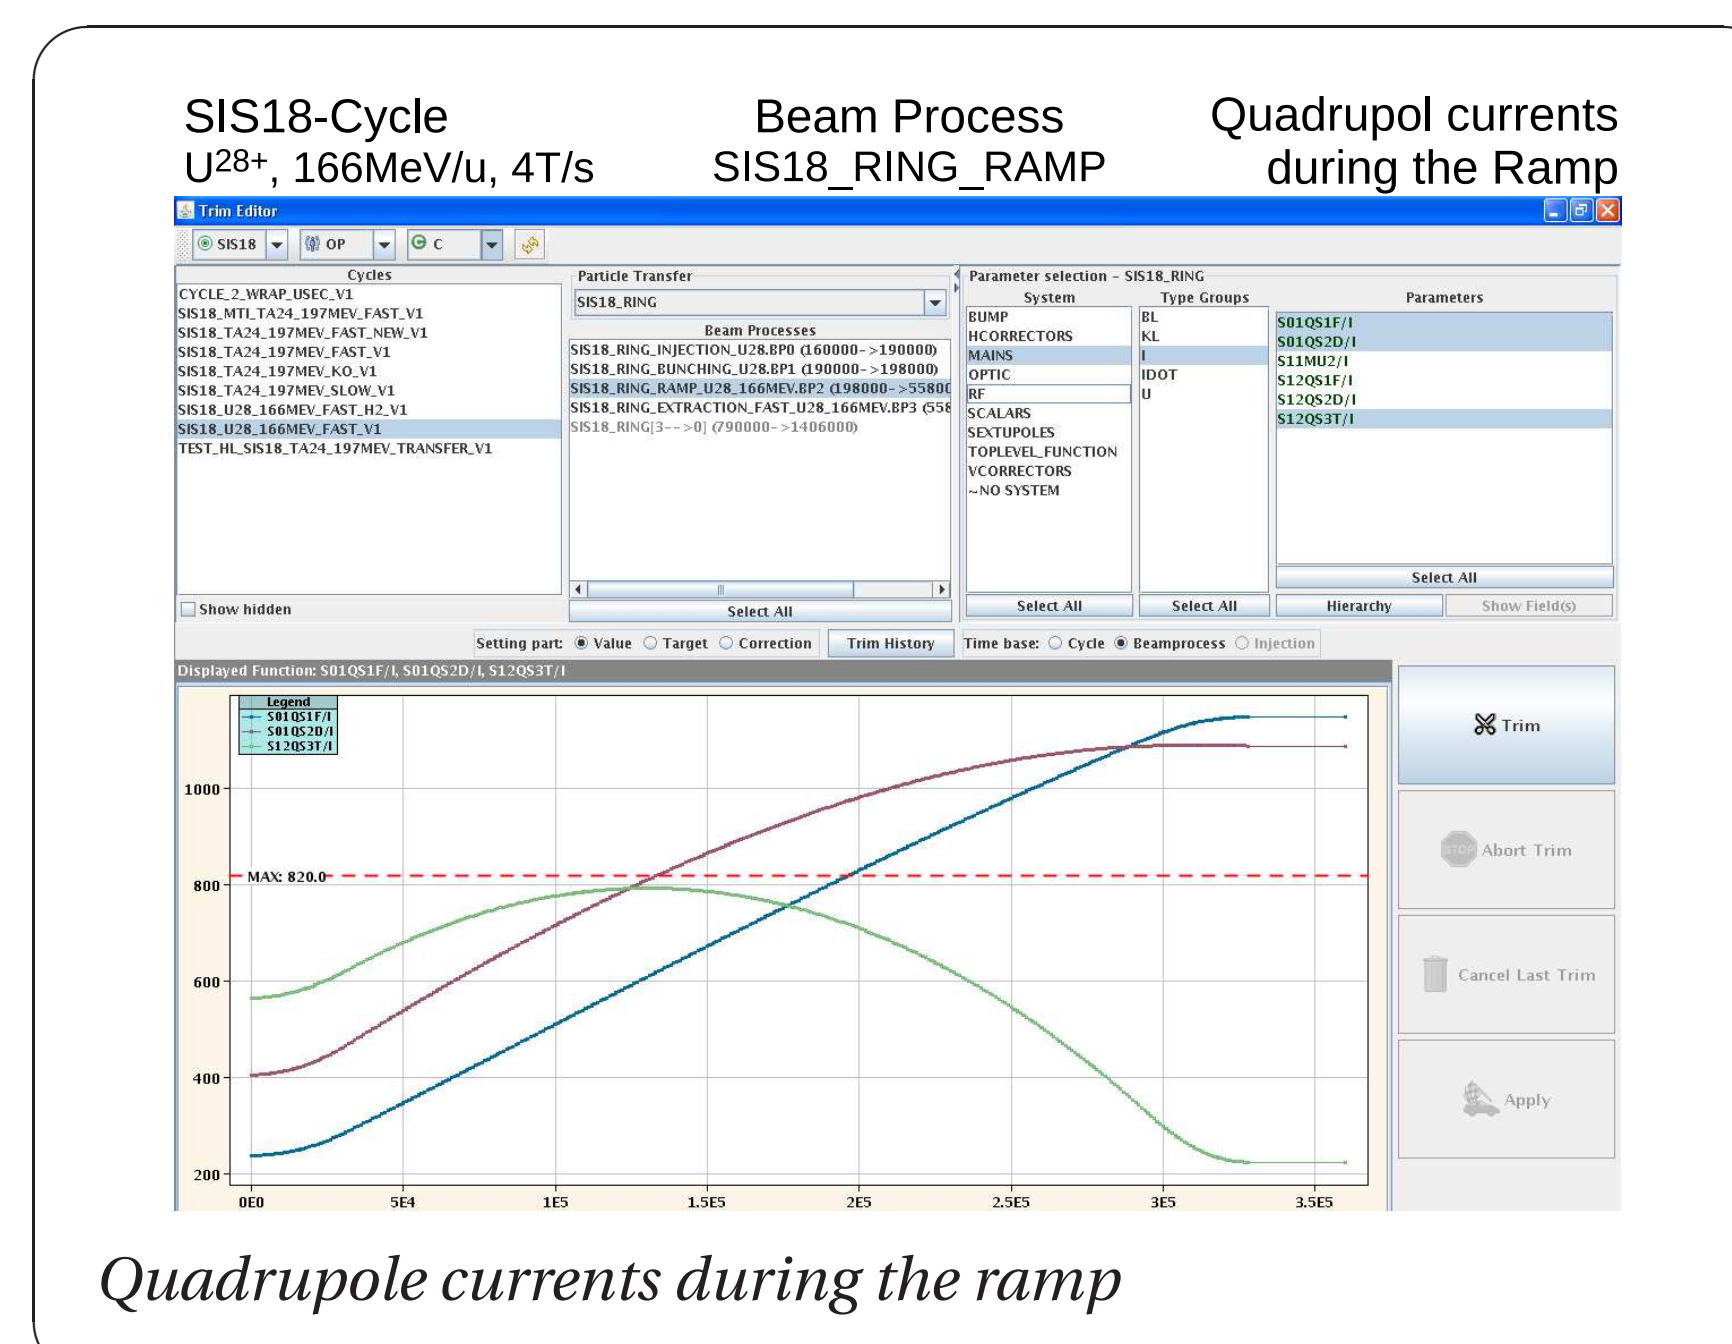 SIS18-Cycle
U28+, 166MeV/u, 4T/s
Beam Process
SIS18_RING_RAMP
Quadrupol currents
during the Ramp
Trim Editor
SIS18
OP
C
Cycles
CYCLE_2_WRAP_USEC_V1
SIS18_MTI_TA24_197MEV_FAST_V1
SIS18_TA24_197MEV_FAST_NEW_V1
SIS18_TA24_197MEV_FAST_V1
SIS18_TA24_197MEV_KO_V1
SIS18_TA24_197MEV_SLOW_V1
SIS18_U28_166MEV_FAST_H2_V1
SIS18_U28_166MEV_FAST_V1
TEST_HL_SIS18_TA24_197MEV_TRANSFER_V1
Show hidden
Particle Transfer
SIS18_RING
Beam Processes
SIS18_RING_INJECTION_U28.BP0 (160000->190000)
SIS18_RING_BUNCHING_U28.BP1 (190000->198000)
SIS18_RING_RAMP_U28_166MEV.BP2 (198000->55800
SIS18_RING_EXTRACTION_FAST_U28_166MEV.BP3 (558
SIS18_RING[3-->0] (790000->1406000)
Select All
Parameter selection - SIS18_RING
System
BUMP
HCORRECTORS
MAINS
OPTIC
RF
SCALARS
SEXTUPOLES
TOPLEVEL_FUNCTION
VCORRECTORS
~NO SYSTEM
Select All
Type Groups
BL
KL
I
IDOT
U
Select All
Parameters
S01QS1F/I
S01QS2D/I
S11MU2/I
S12QS1F/I
S12QS2D/I
S12QS3T/I
Select All
Hierarchy
Show Field(s)
Setting part: Value Target Correction
Trim History
Time base: Cycle Beamprocess Injection
Displayed Function: S01QS1F/I, S01QS2D/I, S12QS3T/I
Legend
S01QS1F/I
S01QS2D/I
S12QS3T/I
1000
800
600
400
200
MAX: 820.0
0E0 5E4 1E5 1.5E5 2E5 2.5E5 3E5 3.5E5
Trim
STOP Abort Trim
Cancel Last Trim
Apply
Quadrupole currents during the ramp